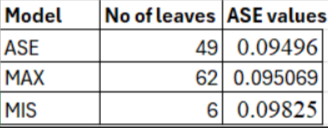 Model No of leaves ASE values
ASE 49 0.09496
MAX 62 0.095069
MIS 6 0.09825